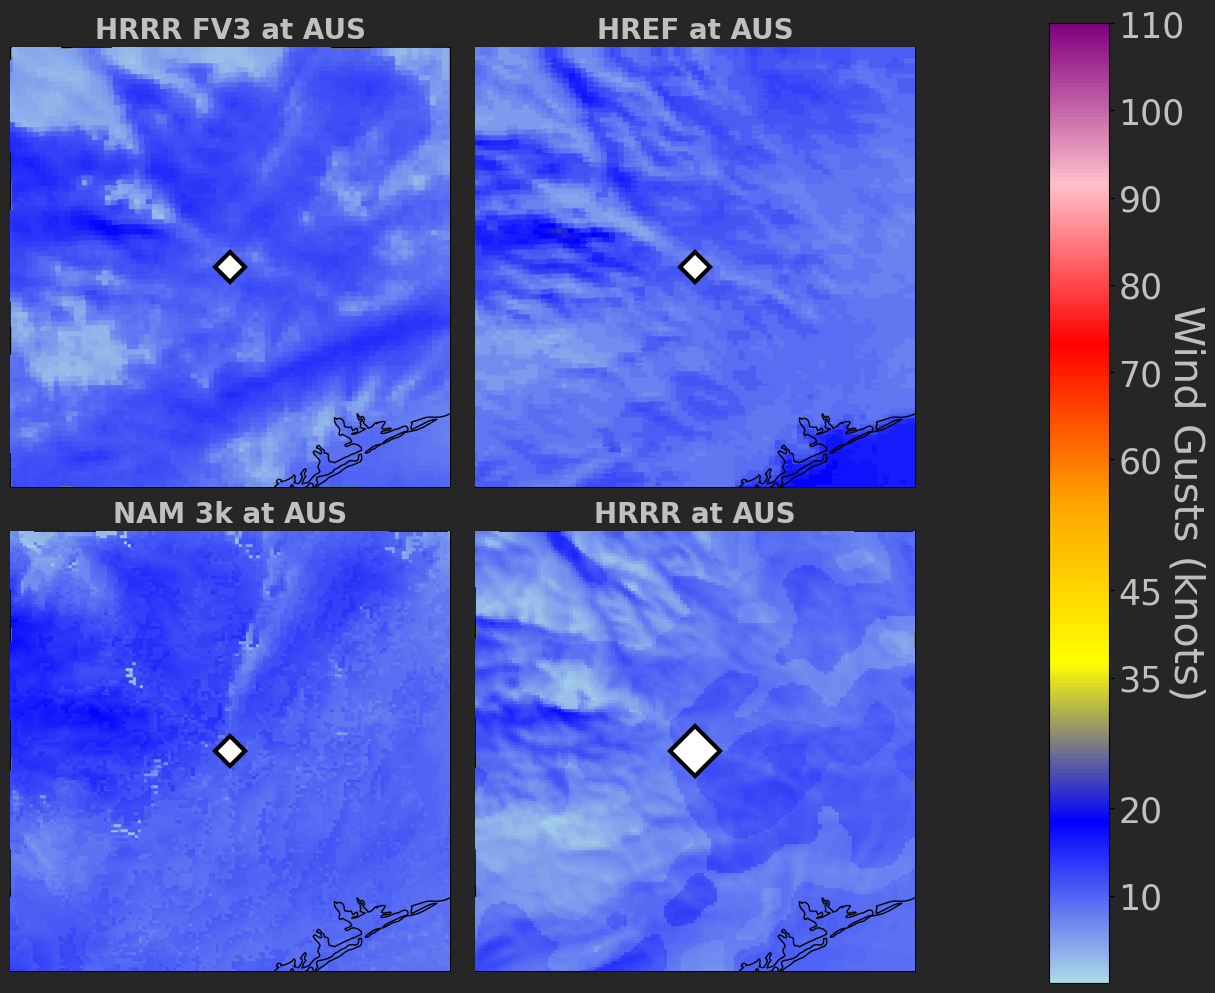 HRRR FV3 at AUS
HREF at AUS
NAM 3k at AUS
HRRR at AUS
110
100
90
80
70
60
45
35
20
10
Wind Gusts (knots)